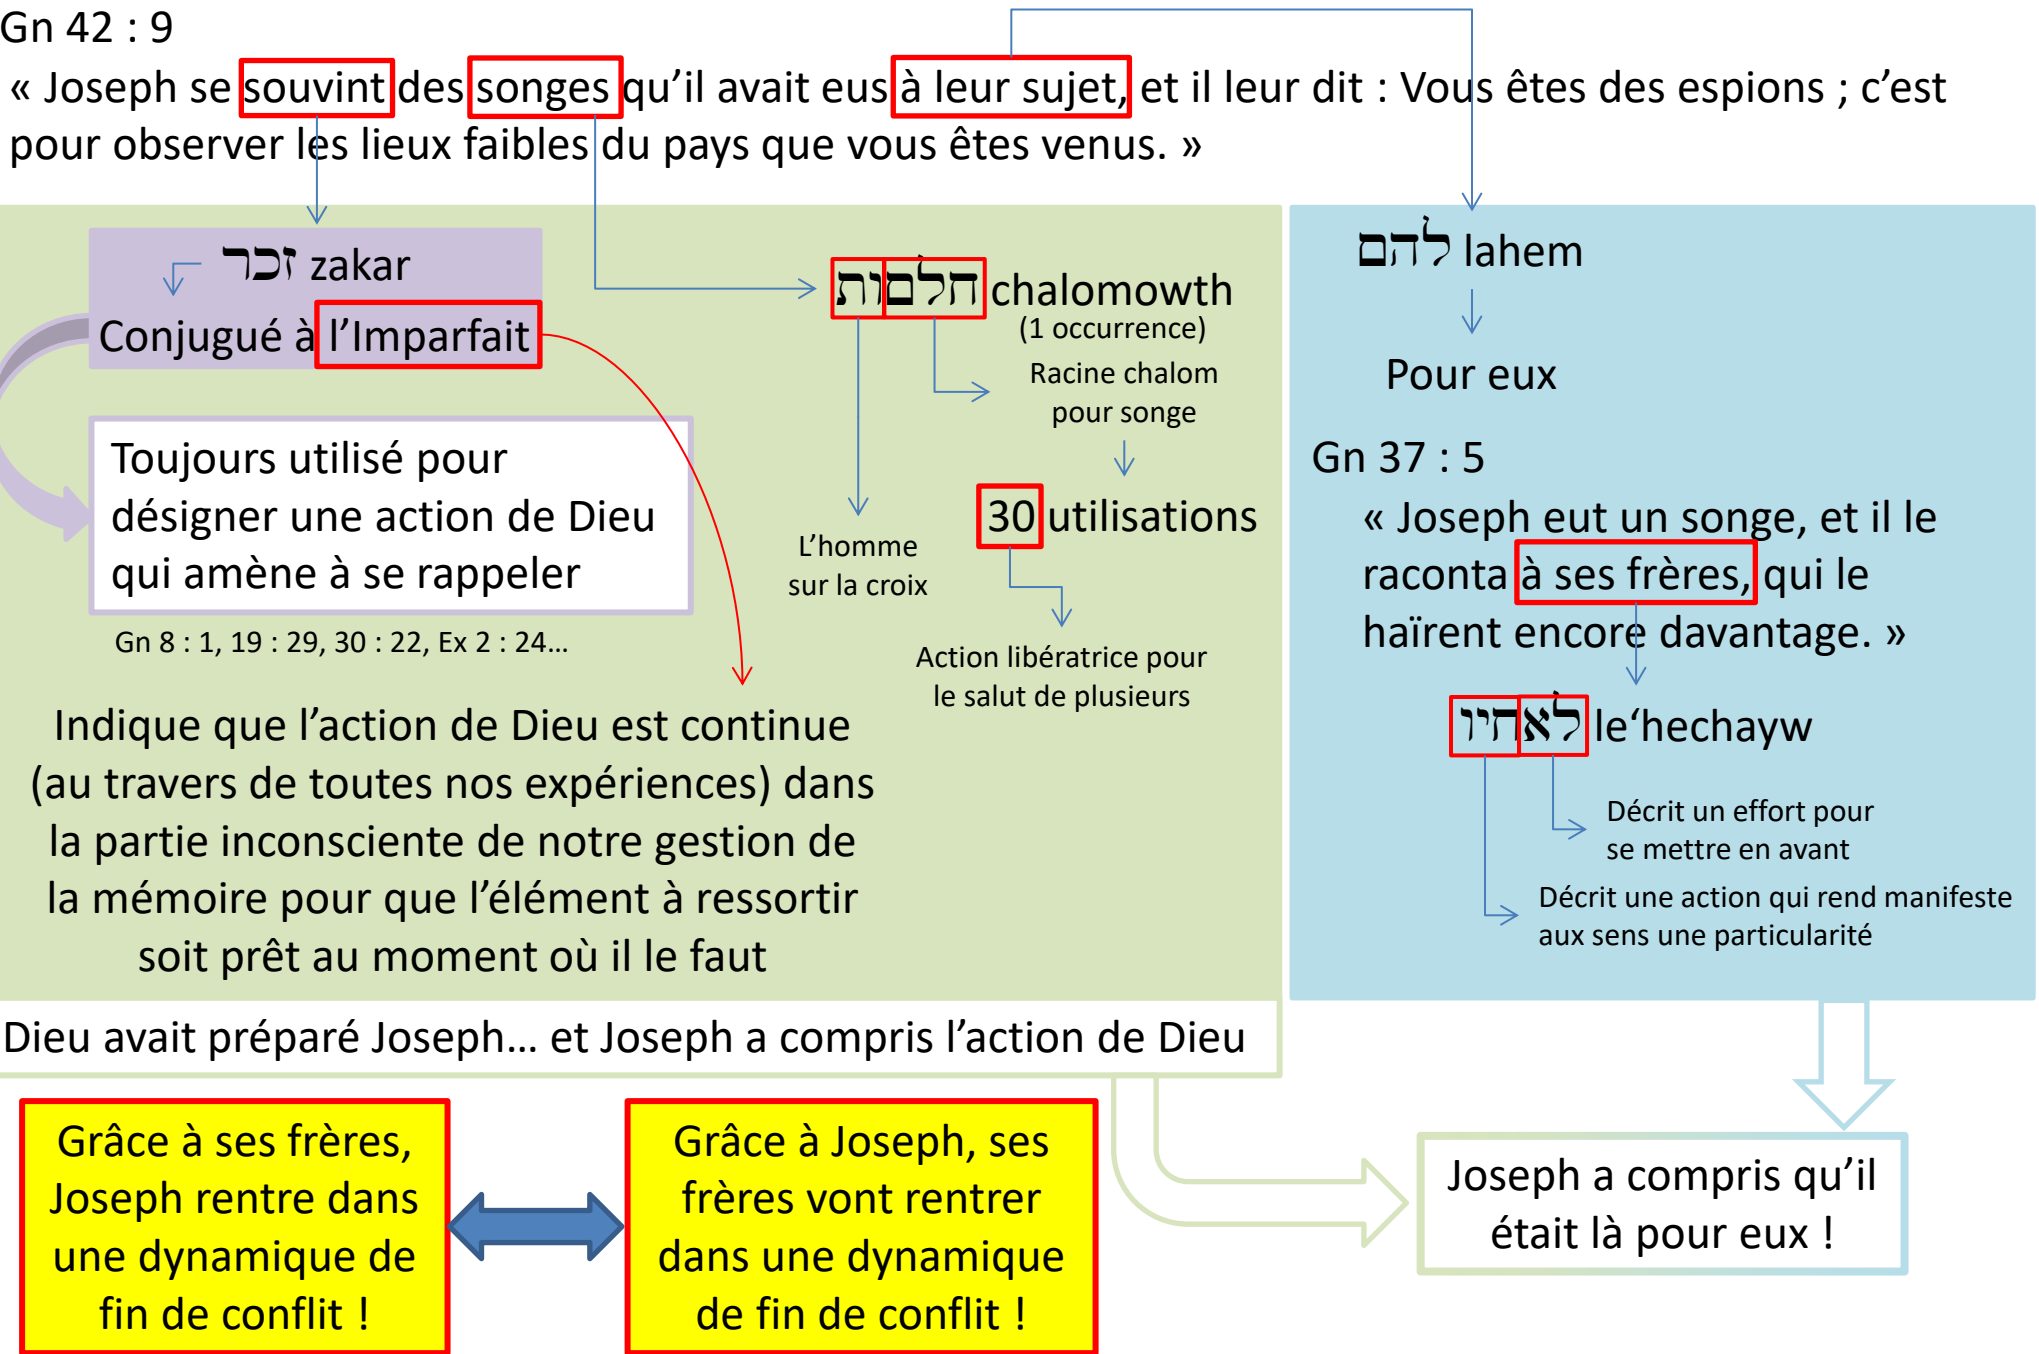 Gn 42 : 9
« Joseph se souvint des songes qu’il avait eus à leur sujet, et il leur dit : Vous êtes des espions ; c’est
pour observer les lieux faibles du pays que vous êtes venus. »
זכר zakar
Conjugué à l’Imparfait
Toujours utilisé pour
désigner une action de Dieu
qui amène à se rappeler
Gn 8 : 1, 19 : 29, 30 : 22, Ex 2 : 24…
Indique que l’action de Dieu est continue
(au travers de toutes nos expériences) dans
la partie inconsciente de notre gestion de
la mémoire pour que l’élément à ressortir
soit prêt au moment où il le faut
חלםות chalomowth
(1 occurrence)
Racine chalom
pour songe
30 utilisations
L’homme
sur la croix
Action libératrice pour
le salut de plusieurs
להם lahem
Pour eux
Gn 37 : 5
« Joseph eut un songe, et il le
raconta à ses frères, qui le
haïrent encore davantage. »
לאחיו le‘hechayw
Décrit un effort pour
se mettre en avant
Décrit une action qui rend manifeste
aux sens une particularité
Dieu avait préparé Joseph… et Joseph a compris l’action de Dieu
Grâce à ses frères,
Joseph rentre dans
une dynamique de
fin de conflit !
Grâce à Joseph, ses
frères vont rentrer
dans une dynamique
de fin de conflit !
Joseph a compris qu’il
était là pour eux !